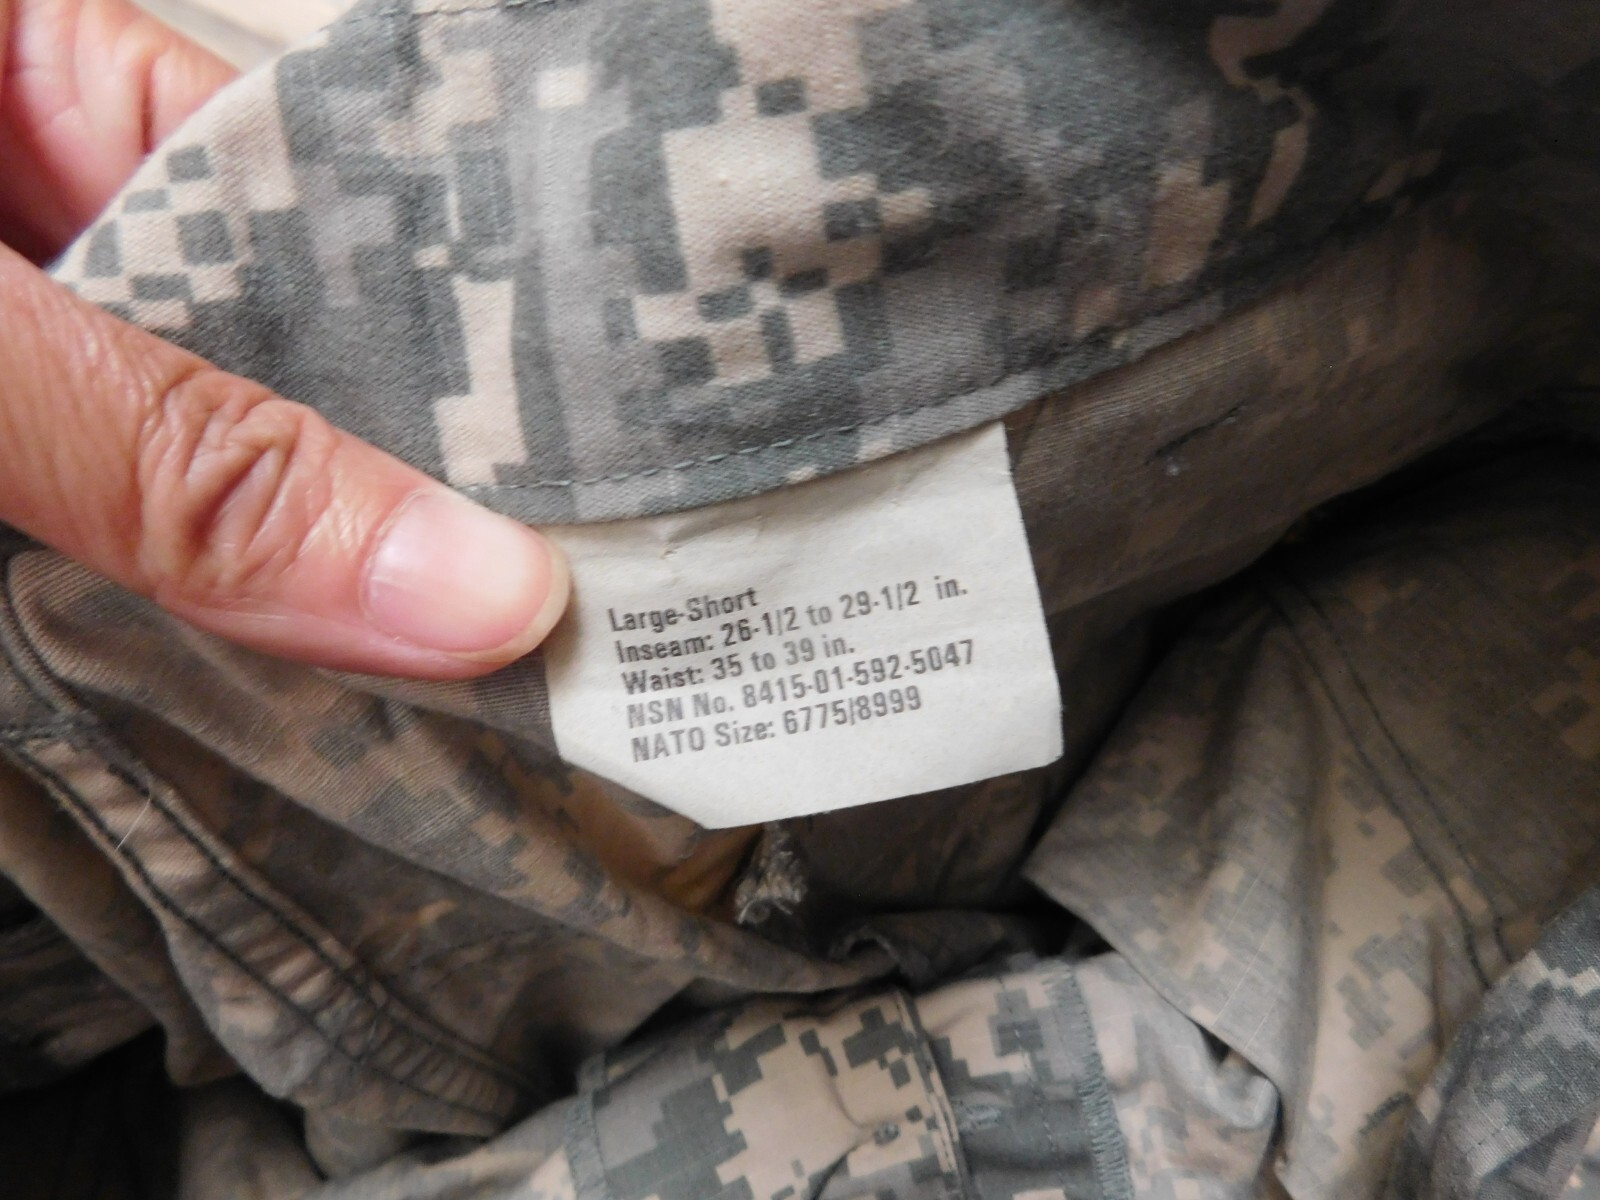 Large-Short
Inseam: 26-1/2 to 29-1/2 in.
Waist: 35 to 39 in.
NSN No. 8415-01-592-5047
NATO Size: 6775/8999